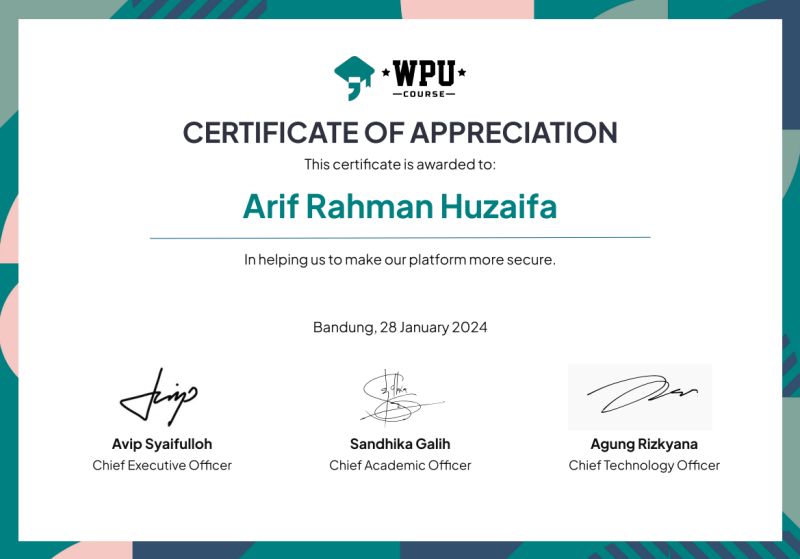 WPU
COURSE
CERTIFICATE OF APPRECIATION
This certificate is awarded to:
Arif Rahman Huzaifa
In helping us to make our platform more secure.
Bandung, 28 January 2024
Avip Syaifulloh
Sandhika Galih
Agung Rizkyana
Chief Executive Officer
Chief Academic Officer
Chief Technology Officer